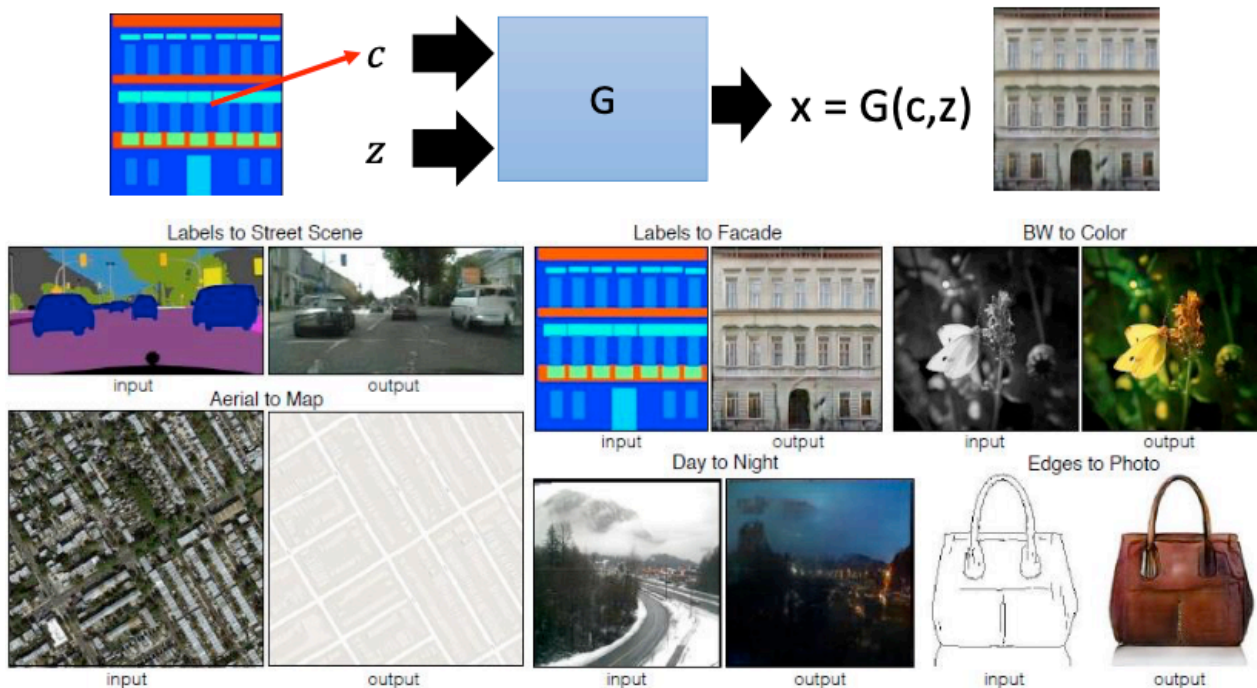 c
z
G
x = G(c,z)
Labels to Street Scene
input
output
Labels to Facade
input
output
BW to Color
input
output
Aerial to Map
input
output
Day to Night
input
output
Edges to Photo
input
output